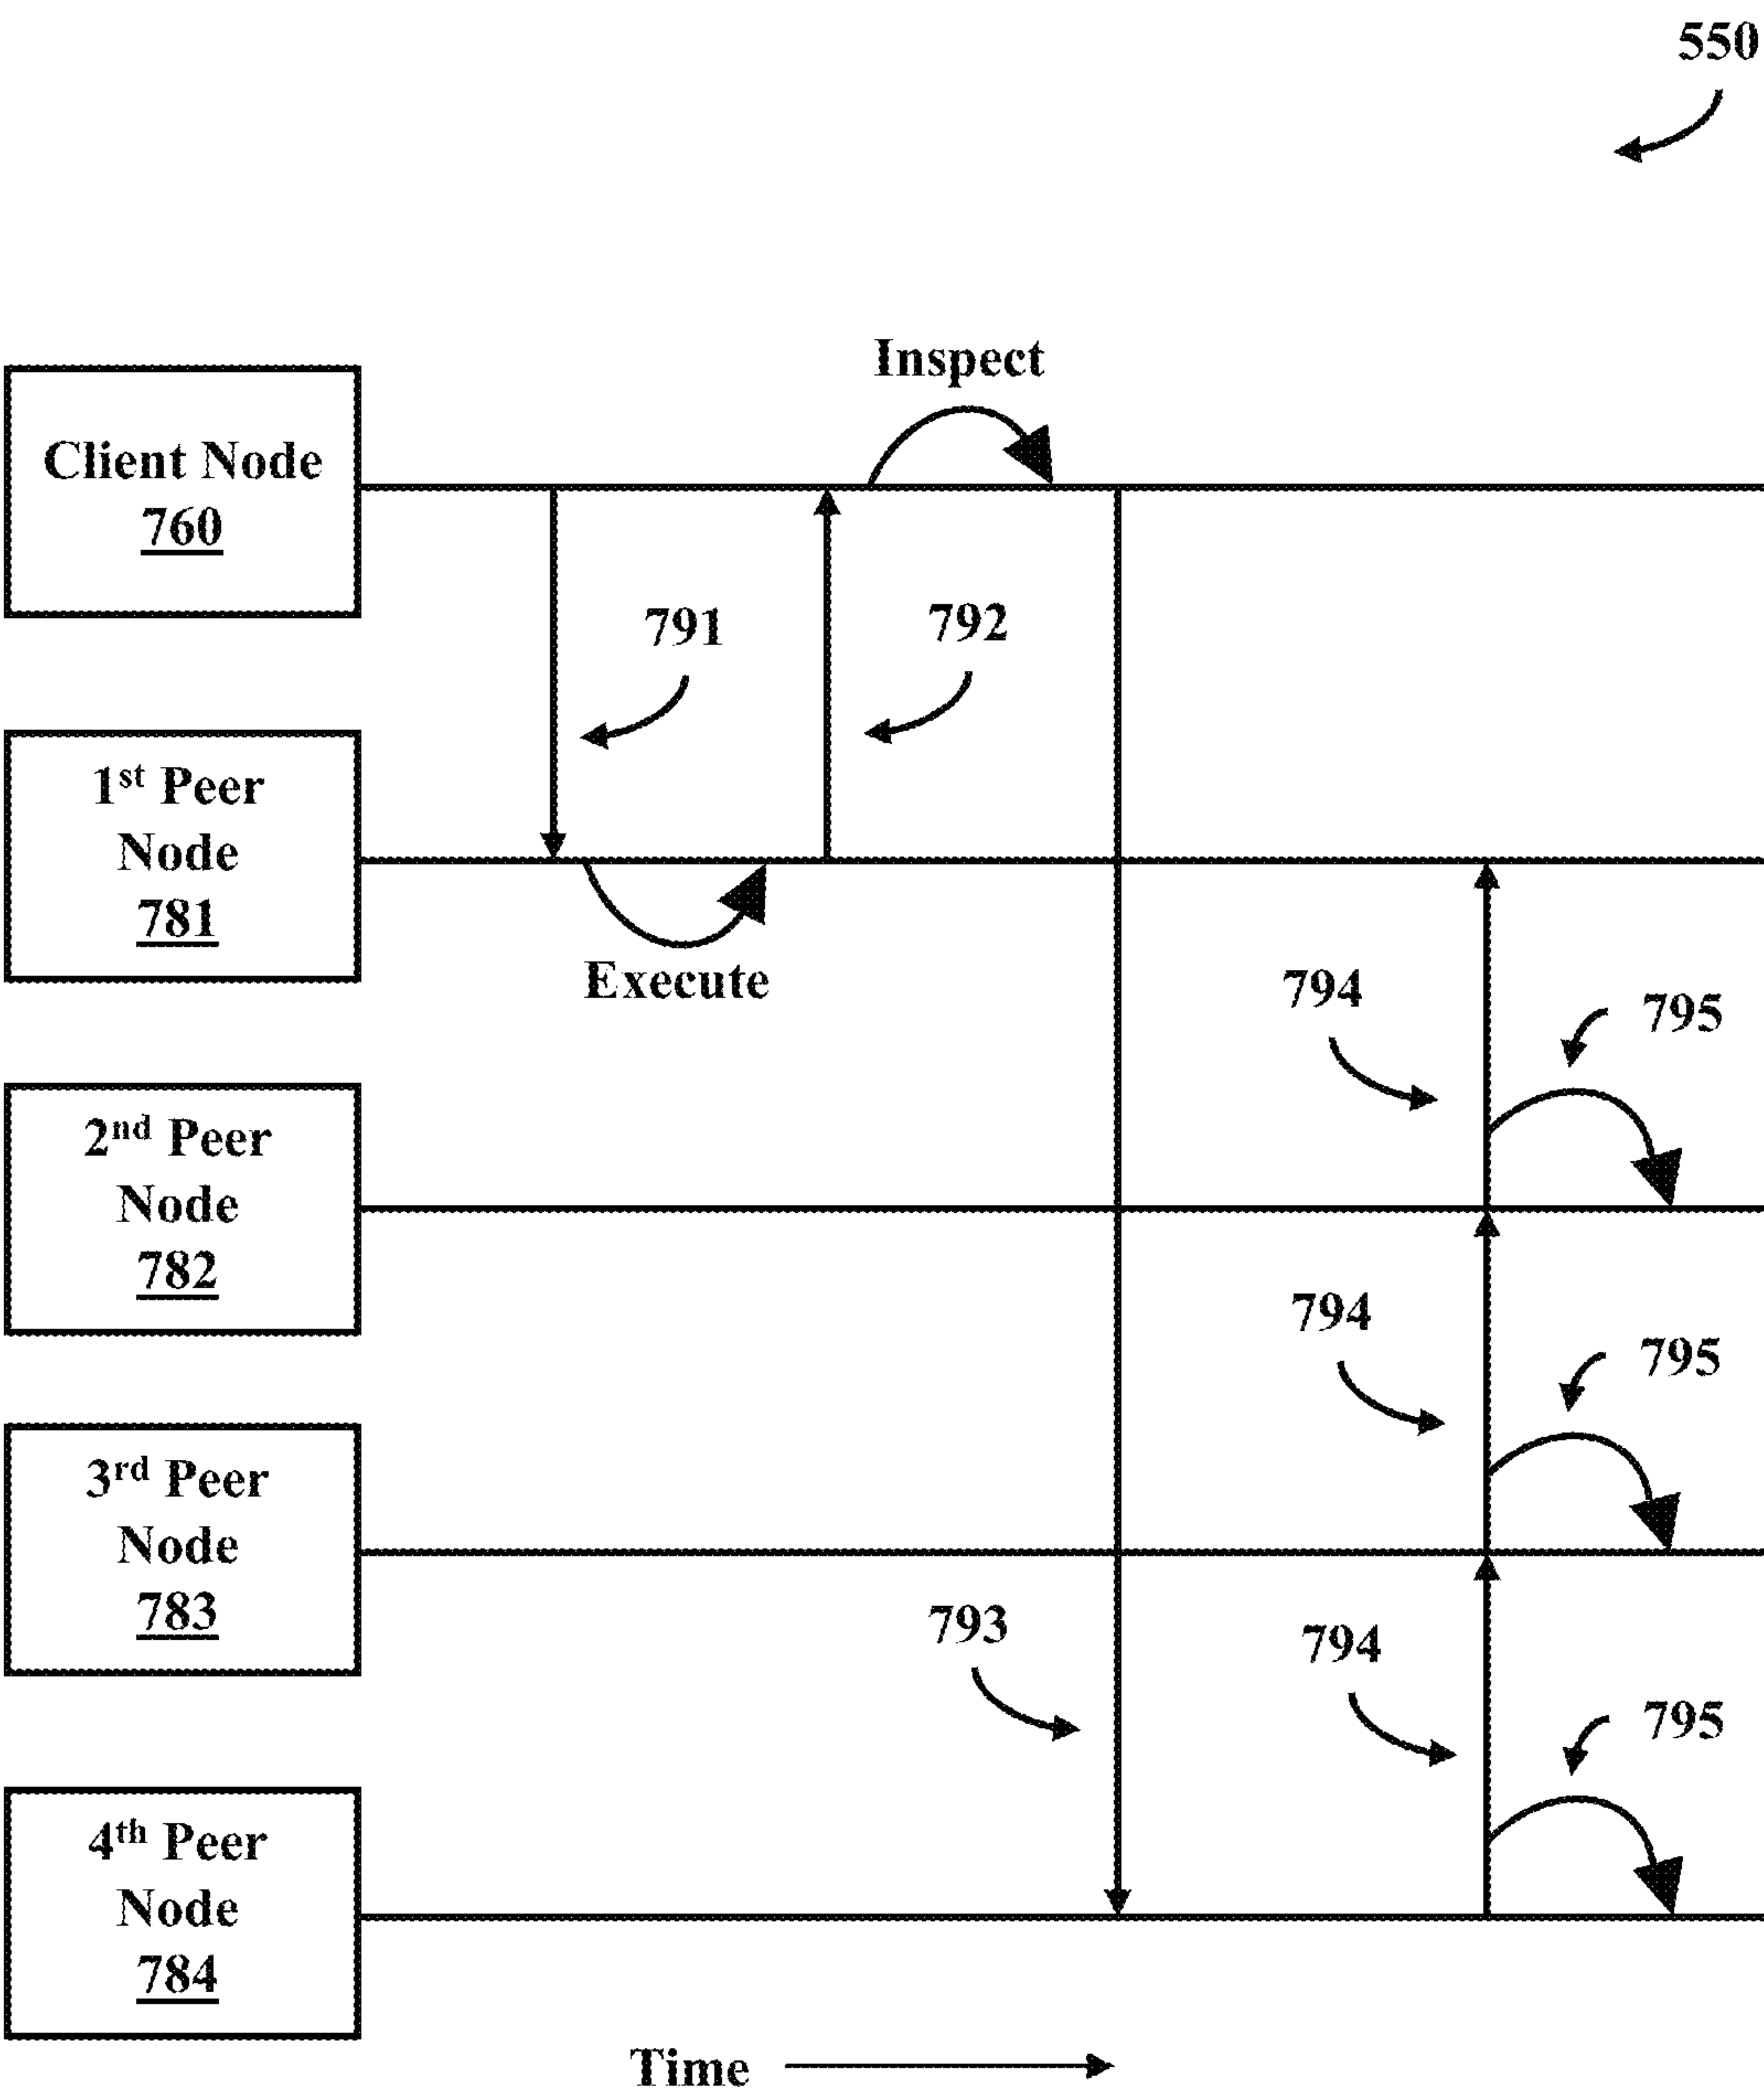 550
Inspect
Client Node
760
791
792
1st Peer
Node
781
Execute
794
795
2nd Peer
Node
782
794
795
3rd Peer
Node
783
793
794
795
4th Peer
Node
784
Time